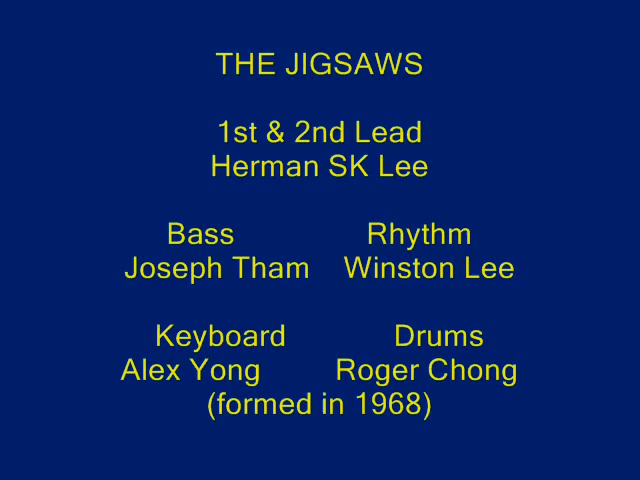 THE JIGSAWS
1st & 2nd Lead
Herman SK Lee
Bass Rhythm
Joseph Tham Winston Lee
Keyboard Drums
Alex Yong Roger Chong
(formed in 1968)